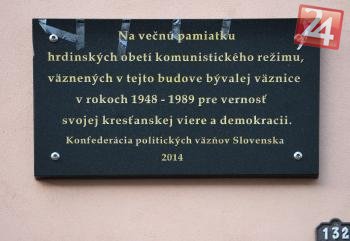 24
Na večnú pamiatku
hrdinských obetí komunistického režimu,
väznených v tejto budove bývalej väznice
v rokoch 1948 - 1989 pre vernosť
svojej kresťanskej viere a demokracii.
Konfederácia politických väzňov Slovenska
2014
132